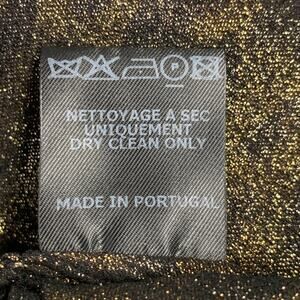 NETTOYAGE A SEC
UNIQUEMENT
DRY CLEAN ONLY
MADE IN PORTUGAL